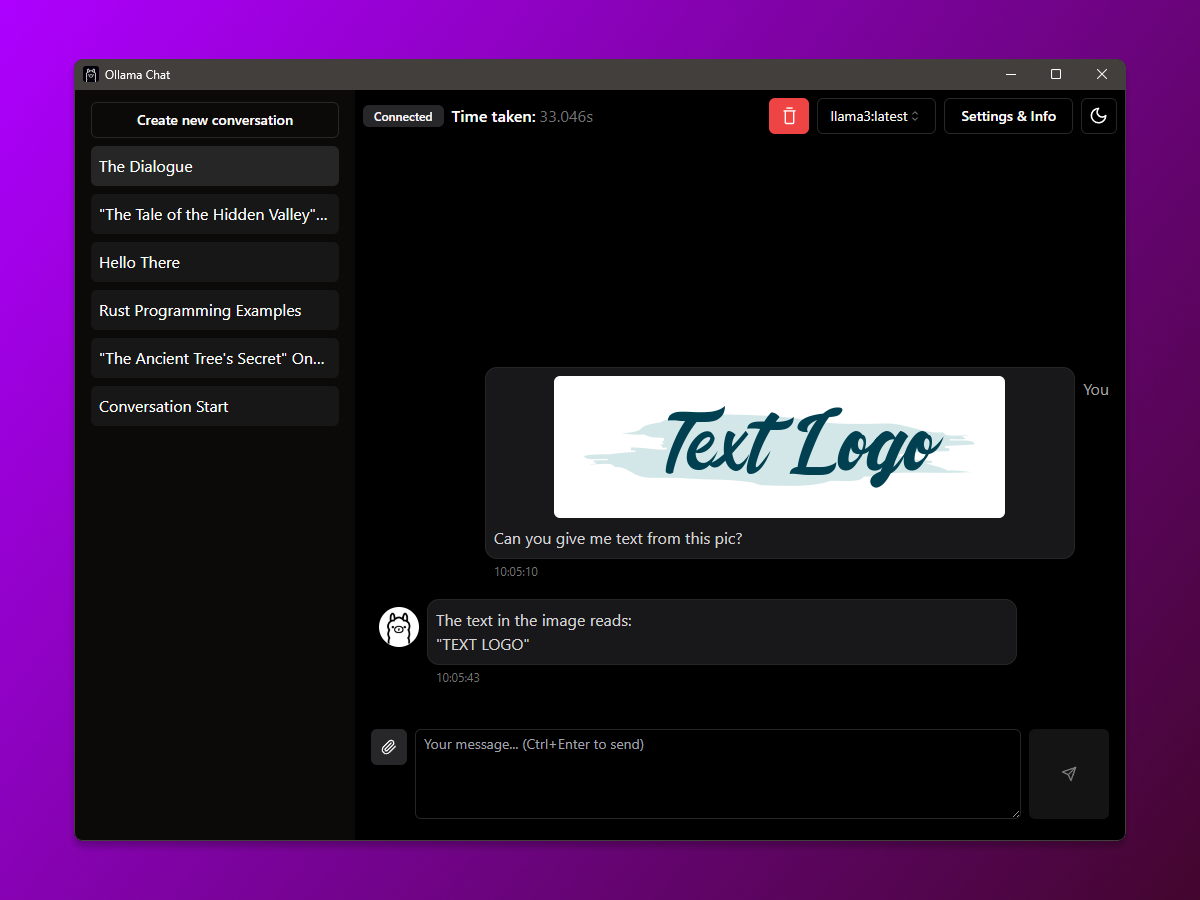 Ollama Chat
Create new conversation
The Dialogue
"The Tale of the Hidden Valley"...
Hello There
Rust Programming Examples
"The Ancient Tree's Secret" On...
Conversation Start
Connected
Time taken: 33.046s
llama3:latest
Settings & Info
You
Text Logo
Can you give me text from this pic?
10:05:10
The text in the image reads:
"TEXT LOGO"
10:05:43
Your message... (Ctrl+Enter to send)